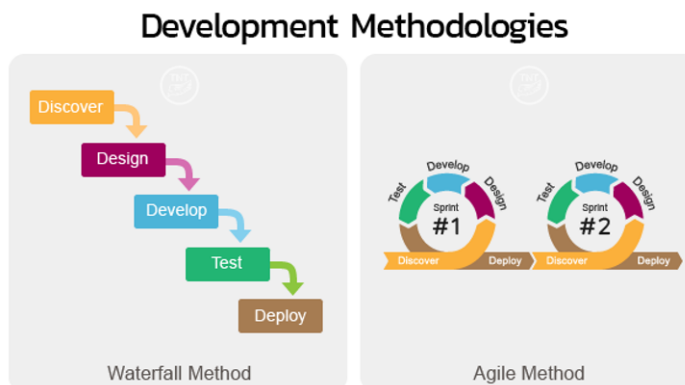 Development Methodologies
Discover
Design
Develop
Test
Deploy
Waterfall Method
Test
Develop
Design
Sprint
#1
Discover
Deploy
Test
Develop
Design
Sprint
#2
Discover
Deploy
Agile Method